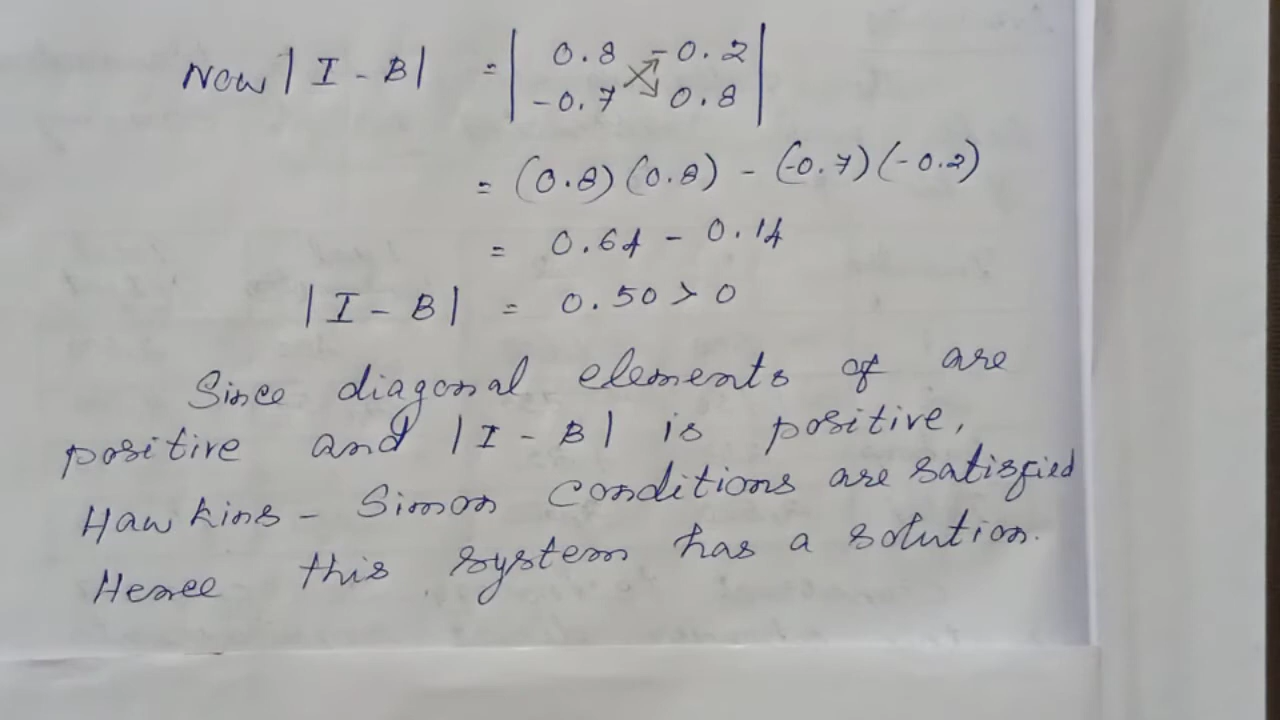 Now |I - B| = | 0.8 -0.2 |
| -0.7 0.8 |
= (0.8)(0.8) - (-0.7)(-0.2)
= 0.64 - 0.14
|I - B| = 0.50 > 0
Since diagonal elements of are
positive and |I - B| is positive,
Hawkins - Simon conditions are satisfied
Hence this system has a solution.